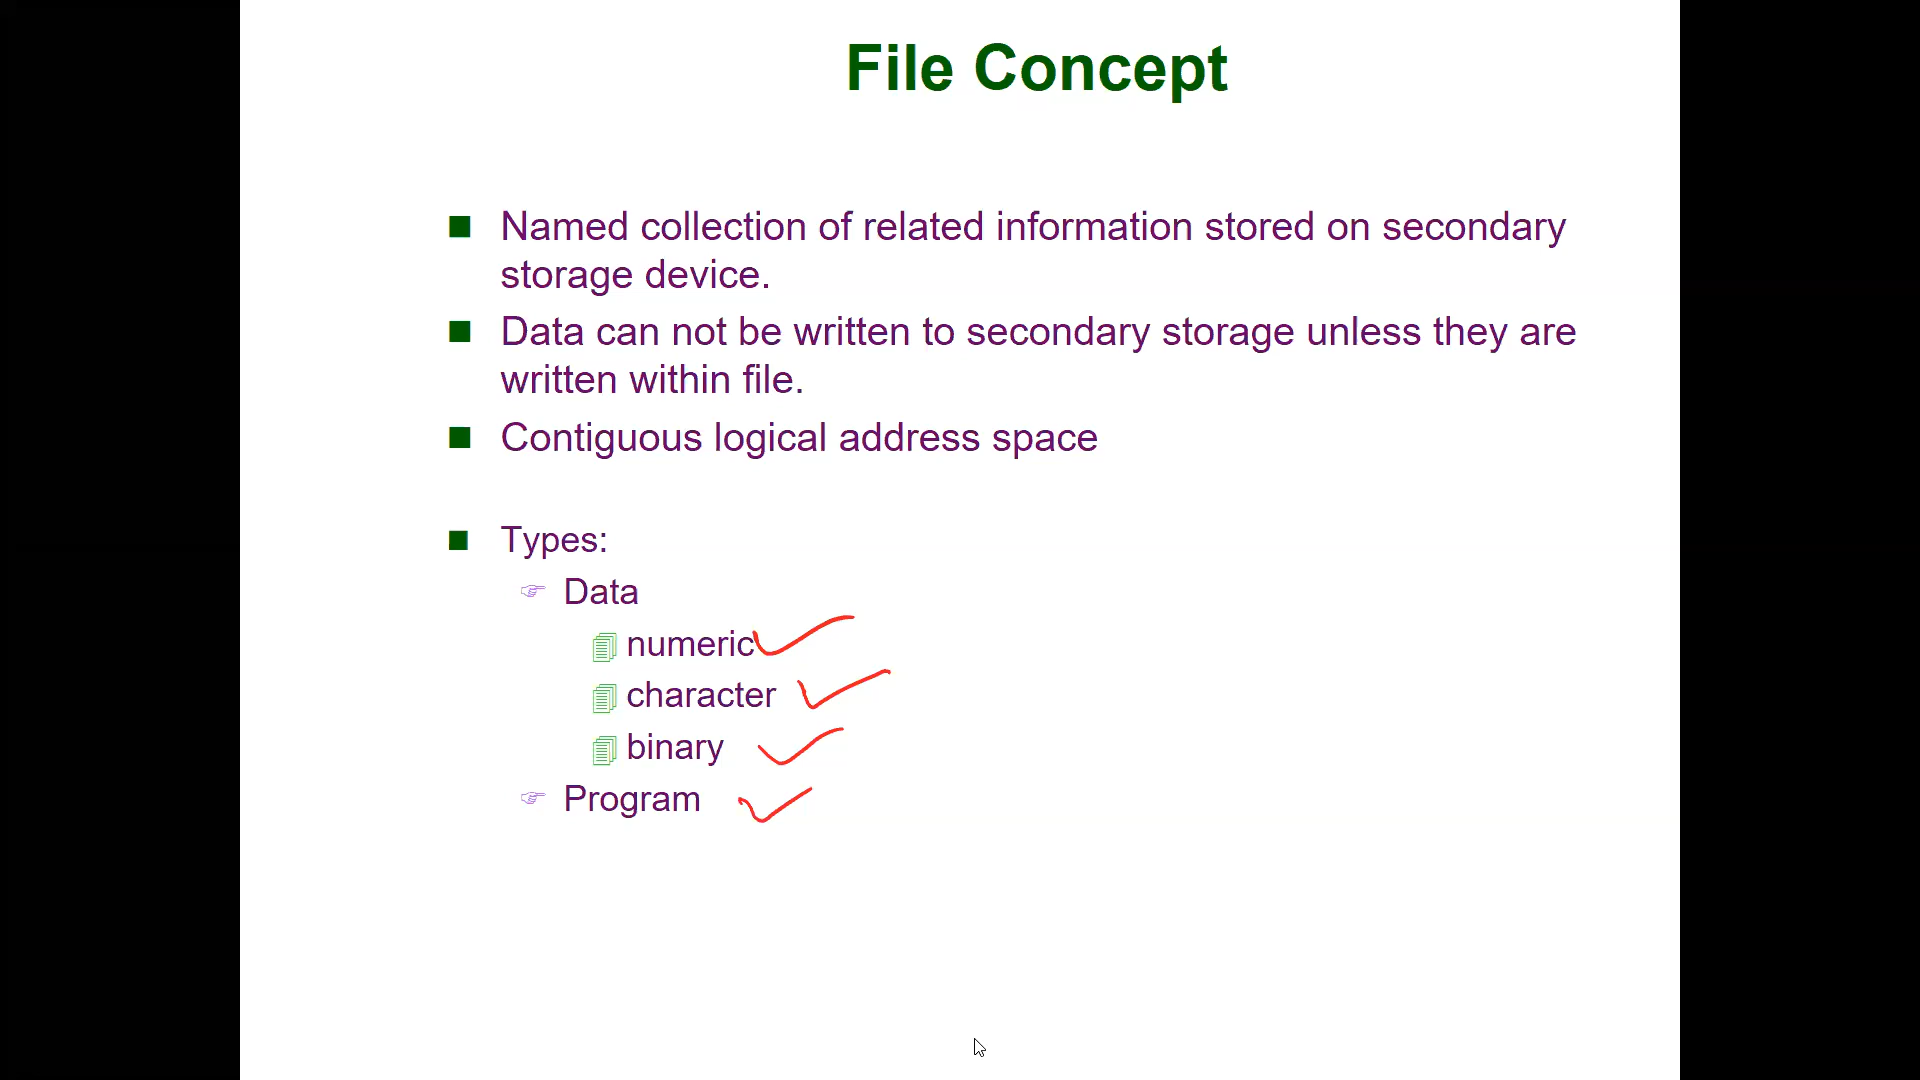 File Concept
Named collection of related information stored on secondary
storage device.
Data can not be written to secondary storage unless they are
written within file.
Contiguous logical address space
Types:
Data
numeric
character
binary
Program